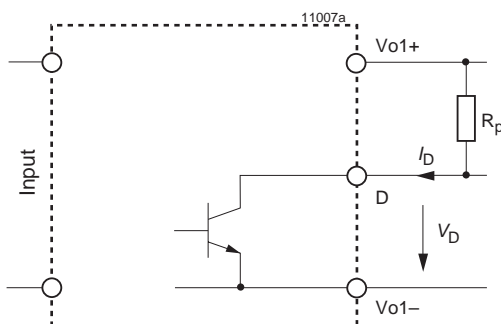 11007a
Vo1+
Input
Rp
ID
D
VD
Vo1–